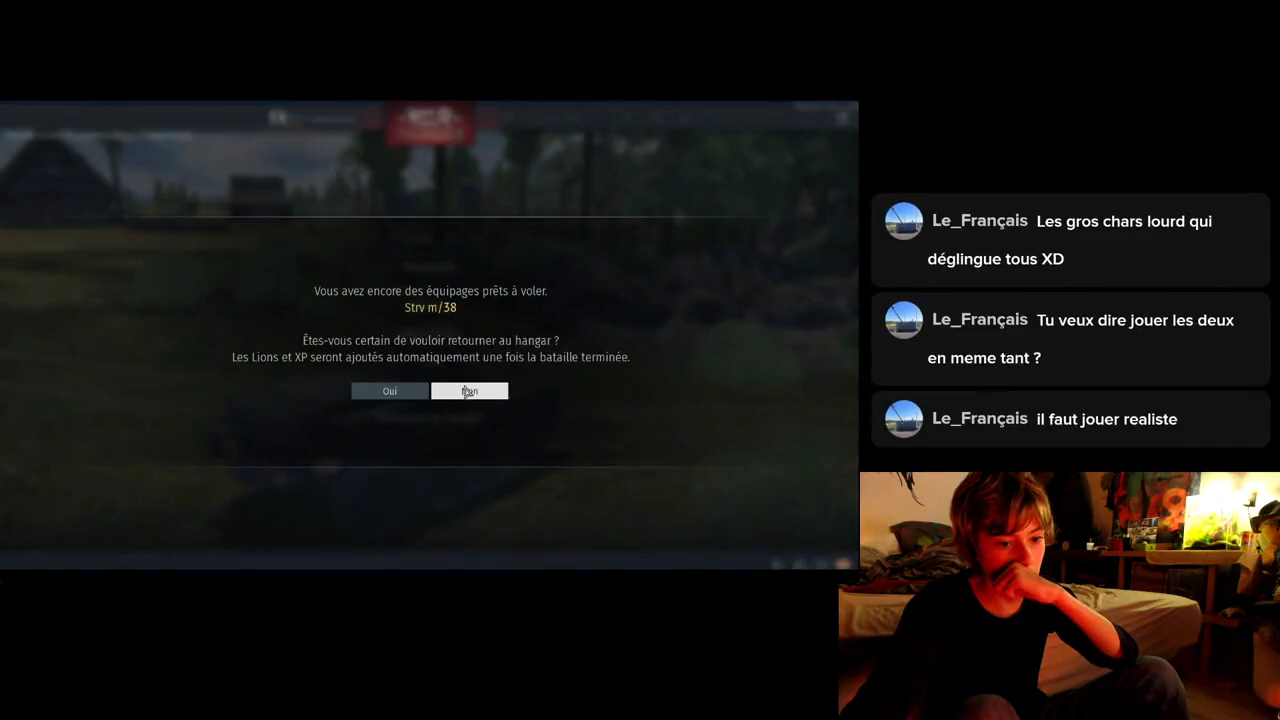 Vous avez encore des équipages prêts à voler.
Strv m/38
Êtes-vous certain de vouloir retourner au hangar ?
Les Lions et XP seront ajoutés automatiquement une fois la bataille terminée.
Oui
Non
Le_Français Les gros chars lourd qui
déglingue tous XD
Le_Français Tu veux dire jouer les deux
en meme tant ?
Le_Français il faut jouer realiste